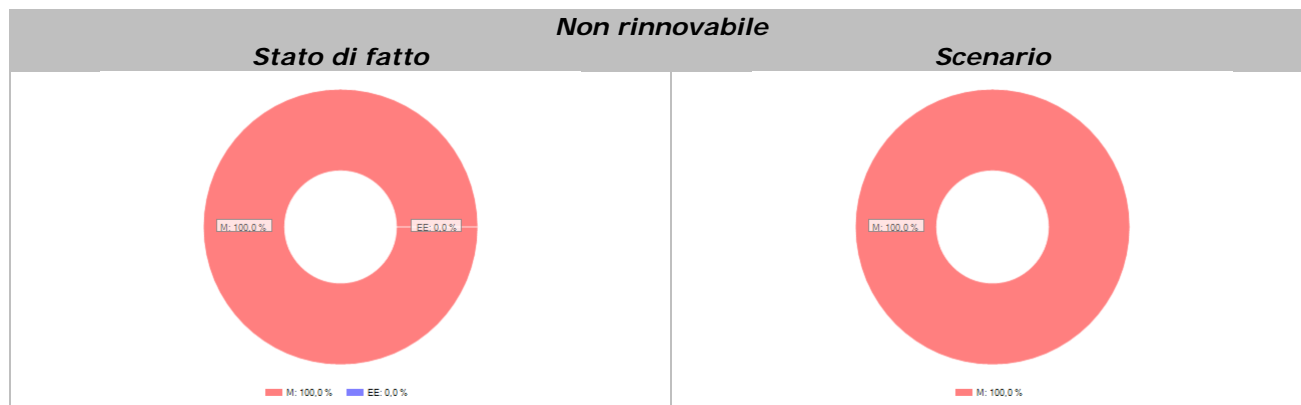 Non rinnovabile
Stato di fatto
Scenario
M: 100,0 %
EE: 0,0 %
M: 100,0 %
M: 100,0 %
EE: 0,0 %
M: 100,0 %